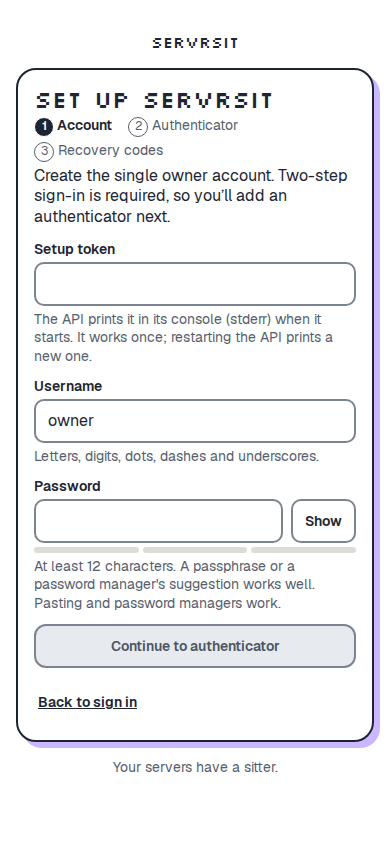 SERVRSIT
SET UP SERVRSIT
1 Account 2 Authenticator
3 Recovery codes
Create the single owner account. Two-step
sign-in is required, so you'll add an
authenticator next.
Setup token
The API prints it in its console (stderr) when it
starts. It works once; restarting the API prints a
new one.
Username
owner
Letters, digits, dots, dashes and underscores.
Password
Show
At least 12 characters. A passphrase or a
password manager's suggestion works well.
Pasting and password managers work.
Continue to authenticator
Back to sign in
Your servers have a sitter.